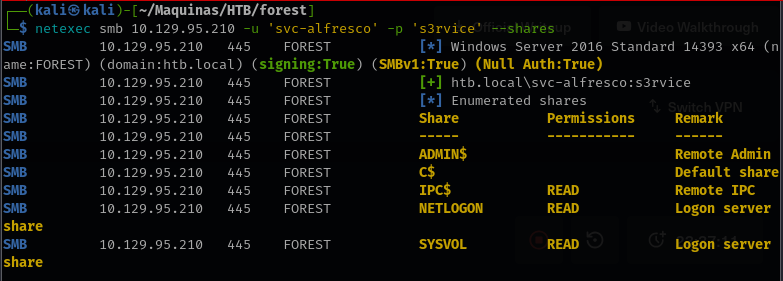 ┌──(kali㉿kali)-[~/Maquinas/HTB/forest]
└─$ netexec smb 10.129.95.210 -u 'svc-alfresco' -p 's3rvice' --shares
SMB 10.129.95.210 445 FOREST [*] Windows Server 2016 Standard 14393 x64 (n
ame:FOREST) (domain:htb.local) (signing:True) (SMBv1:True) (Null Auth:True)
SMB 10.129.95.210 445 FOREST [+] htb.local\svc-alfresco:s3rvice
SMB 10.129.95.210 445 FOREST [*] Enumerated shares
SMB 10.129.95.210 445 FOREST Share Permissions Remark
SMB 10.129.95.210 445 FOREST ----- ----------- ------
SMB 10.129.95.210 445 FOREST ADMIN$ Remote Admin
SMB 10.129.95.210 445 FOREST C$ Default share
SMB 10.129.95.210 445 FOREST IPC$ READ Remote IPC
SMB 10.129.95.210 445 FOREST NETLOGON READ Logon server
share
SMB 10.129.95.210 445 FOREST SYSVOL READ Logon server
share
Video Walkthrough
Switch VPN